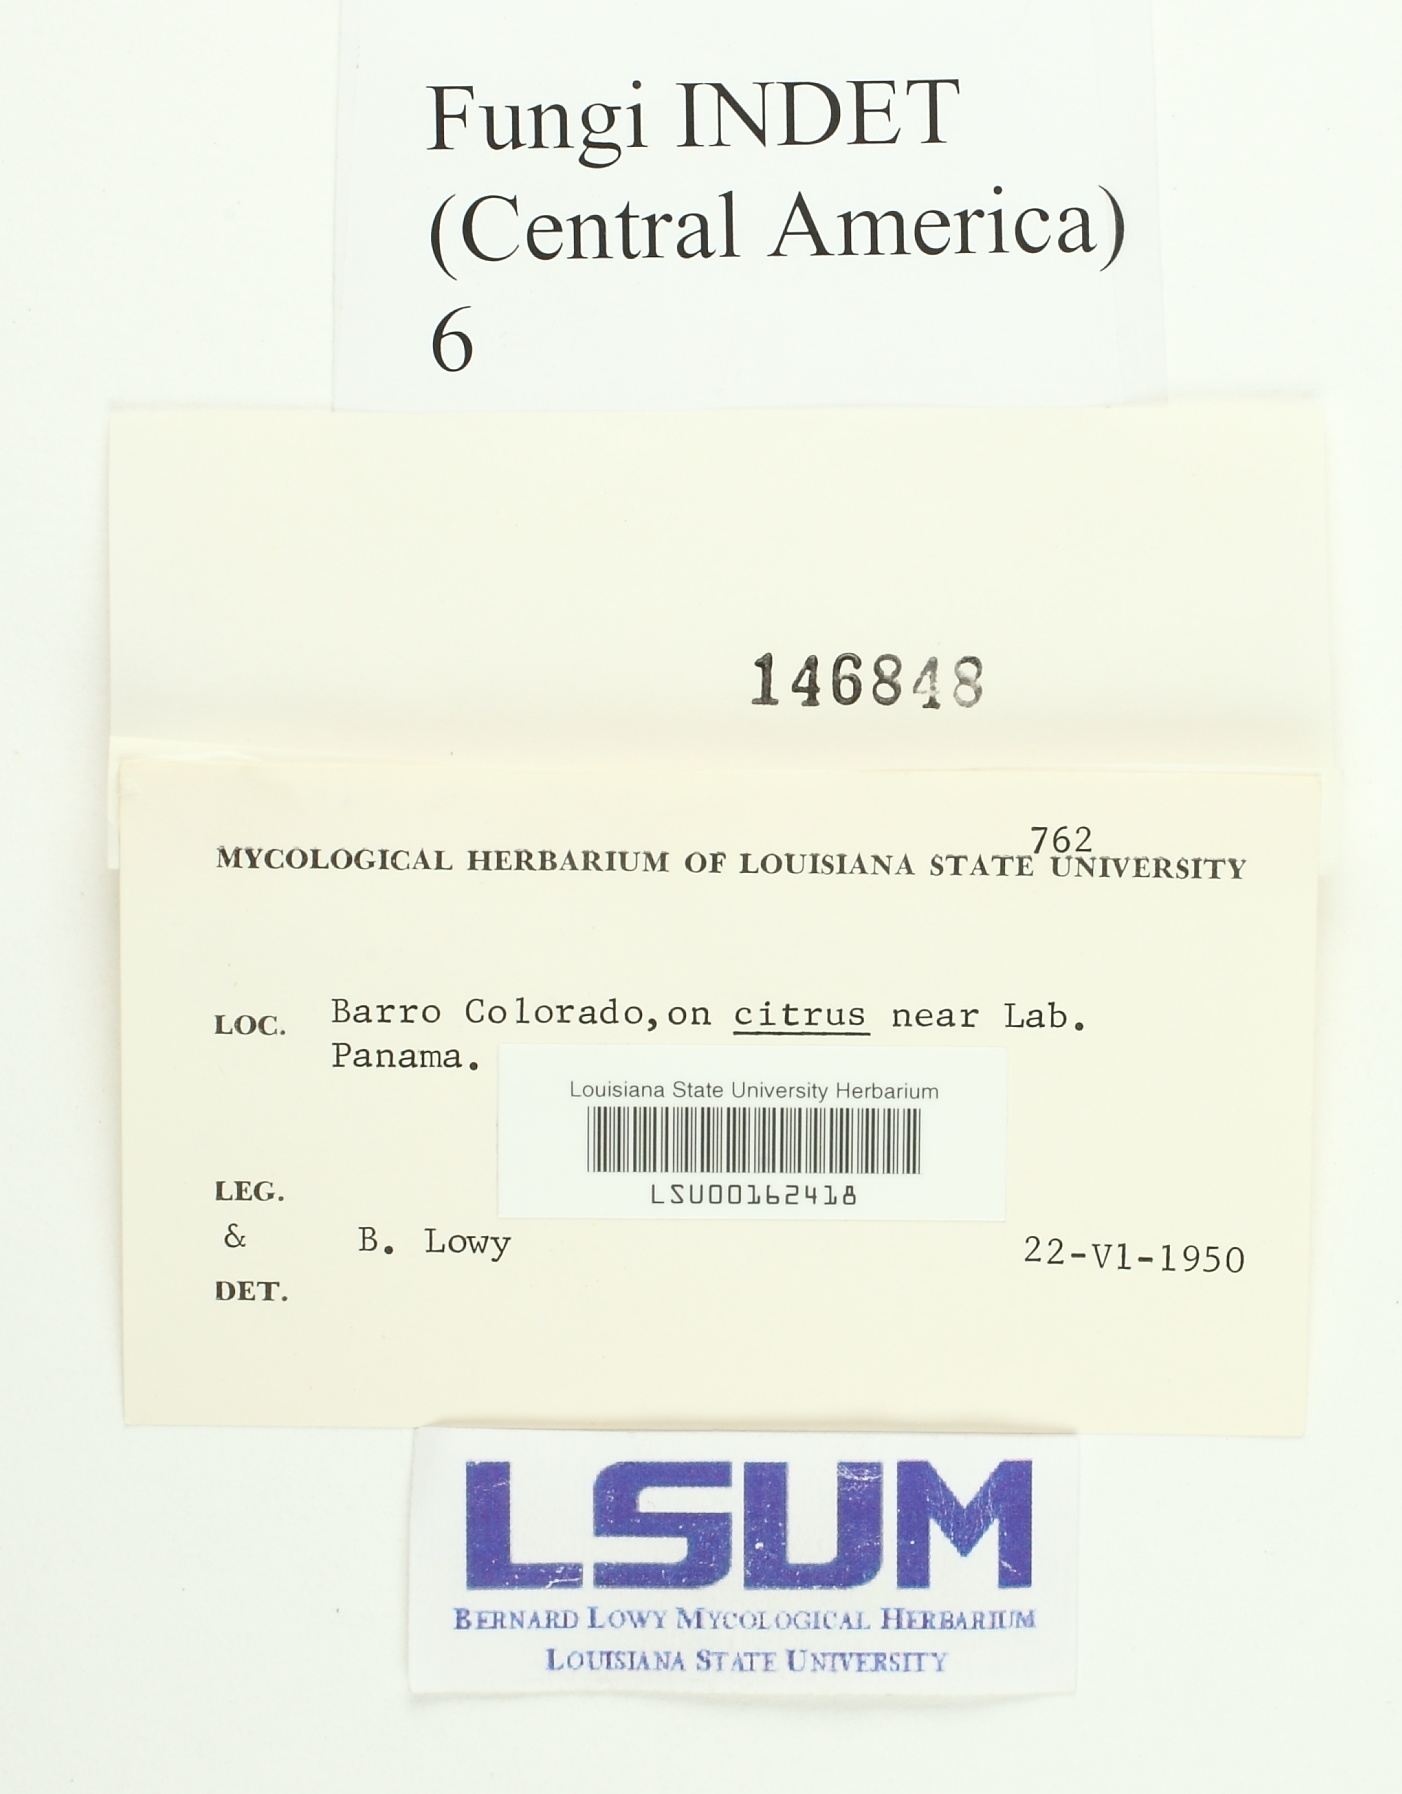 Fungi INDET
(Central America)
6
146848
762
MYCOLOGICAL HERBARIUM OF LOUISIANA STATE UNIVERSITY
LOC. Barro Colorado, on citrus near Lab.
Panama.
Louisiana State University Herbarium
LSU00162418
LEG.
& B. Lowy 22-V1-1950
DET.
LSUM
BERNARD LOWY MYCOLOGICAL HERBARIUM
LOUISIANA STATE UNIVERSITY